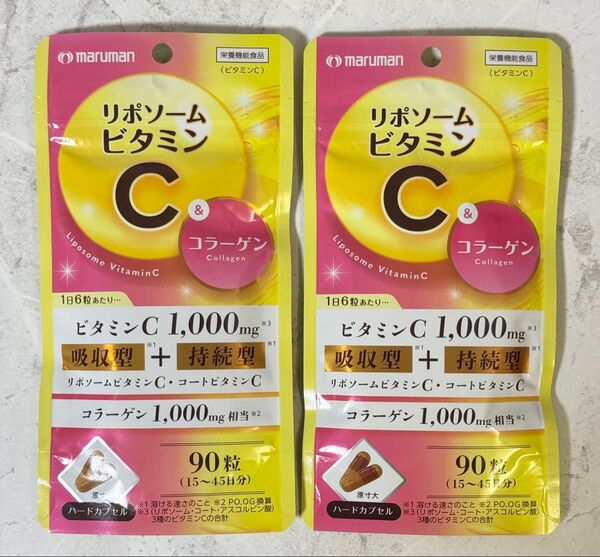 maruman
栄養機能食品
(ビタミンC)
リポソーム
ビタミン
C
&
コラーゲン
Collagen
Liposome VitaminC
1日6粒あたり…
ビタミンC 1,000mg※3
吸収型※1+持続型※1
リポソームビタミンC・コートビタミンC
コラーゲン 1,000mg 相当※2
90粒
(15～45日分)
原寸大
ハードカプセル
※1 溶ける速さのこと ※2 PO,OG換算
※3(リポソーム・コート・アスコルビン酸)
3種のビタミンCの合計
maruman
栄養機能食品
(ビタミンC)
リポソーム
ビタミン
C
&
コラーゲン
Collagen
Liposome VitaminC
1日6粒あたり…
ビタミンC 1,000mg※3
吸収型※1+持続型※1
リポソームビタミンC・コートビタミンC
コラーゲン 1,000mg 相当※2
90粒
(15～45日分)
原寸大
ハードカプセル
※1 溶ける速さのこと ※2 PO,OG換算
※3(リポソーム・コート・アスコルビン酸)
3種のビタミンCの合計